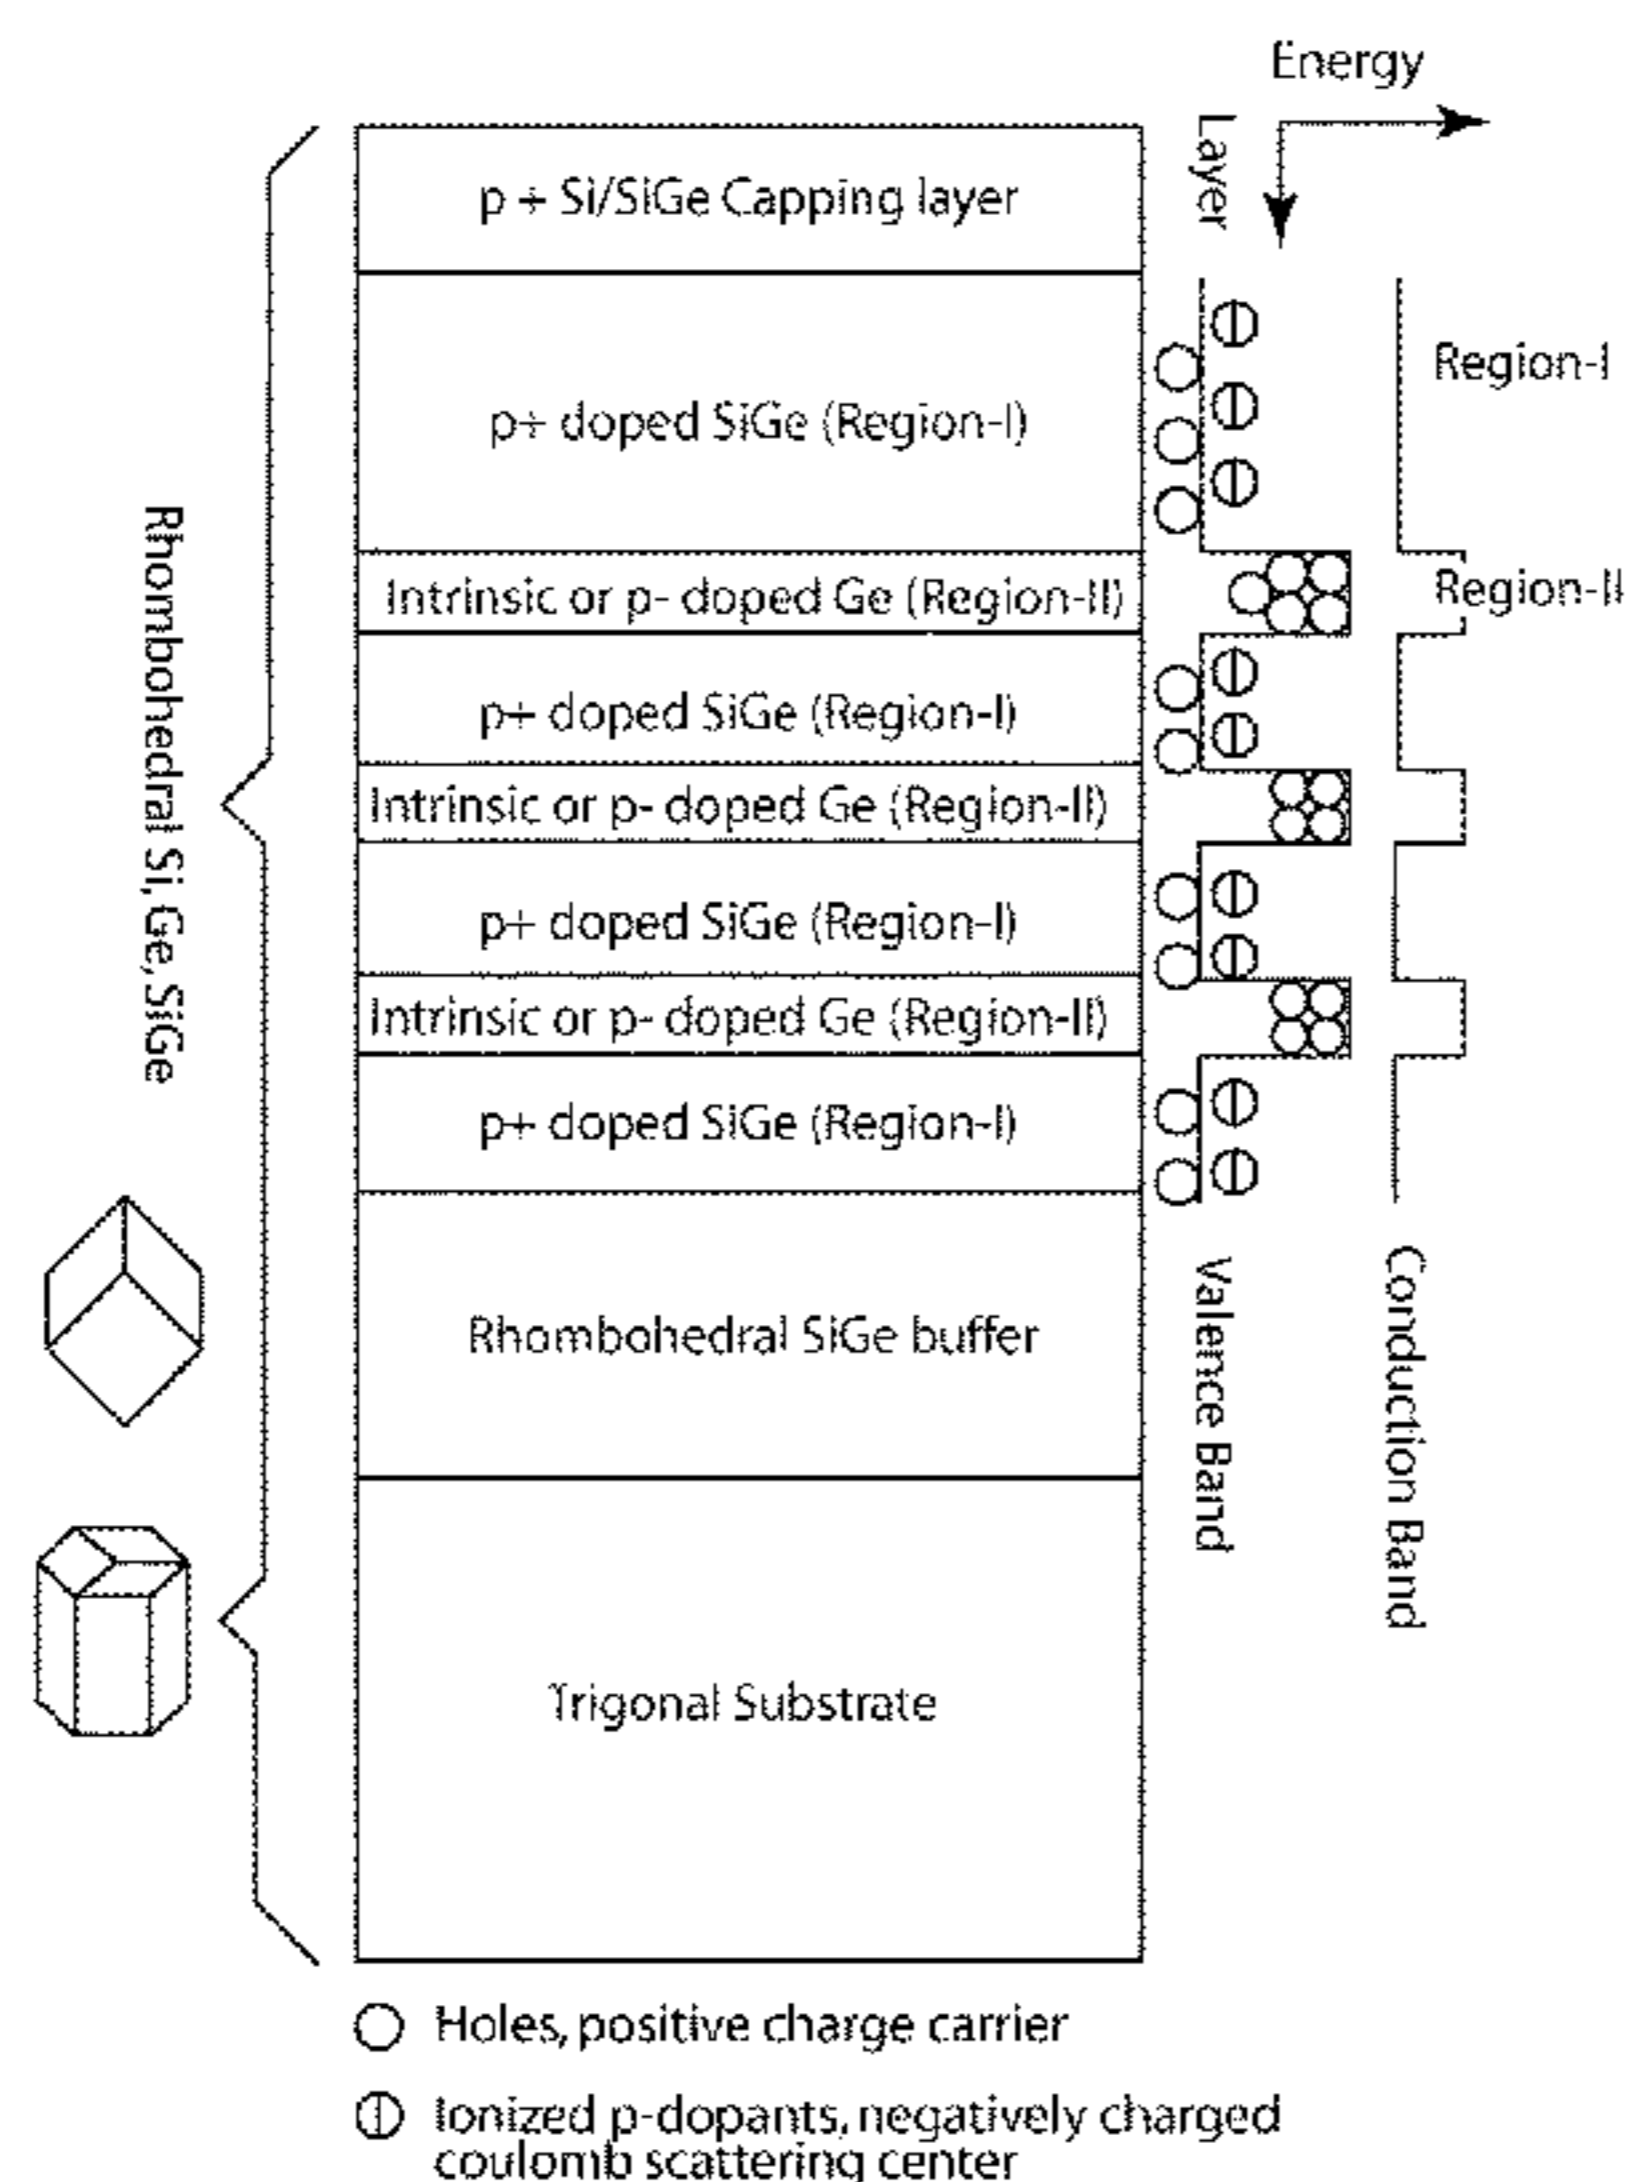 Energy
Layer
p + Si/SiGe Capping layer
Region-I
p+ doped SiGe (Region-I)
Intrinsic or p- doped Ge (Region-II)
Region-II
p+ doped SiGe (Region-I)
Intrinsic or p- doped Ge (Region-II)
p+ doped SiGe (Region-I)
Intrinsic or p- doped Ge (Region-II)
p+ doped SiGe (Region-I)
Rhombohedral Si, Ge, SiGe
Rhombohedral SiGe buffer
Valence Band
Conduction Band
Trigonal Substrate
Holes, positive charge carrier
Ionized p-dopants, negatively charged
coulomb scattering center